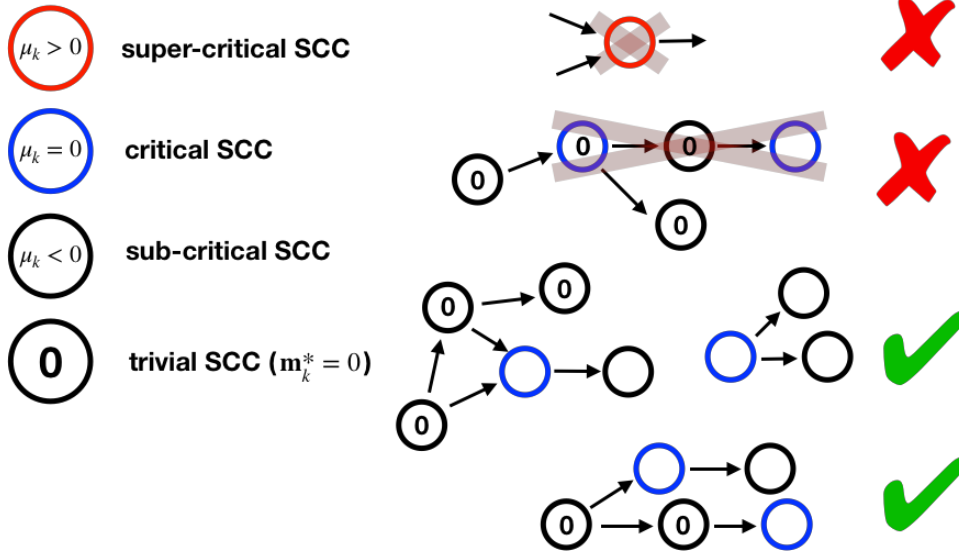 μₖ > 0 super-critical SCC
μₖ = 0 critical SCC
0 0 0
0
0
μₖ < 0 sub-critical SCC
0 0
0 trivial SCC (𝐦ₖ* = 0)
0
0 0